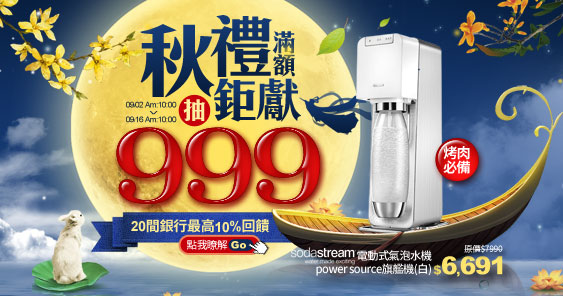 秋禮鉅獻
滿額
抽
09/02 Am:10:00
09/16 Am:10:00
999
20間銀行最高10%回饋
點我瞭解 Go
烤肉
必備
sodastream 電動式氣泡水機
water made exciting
power source旗艦機(白)
原價$7990
$6,691